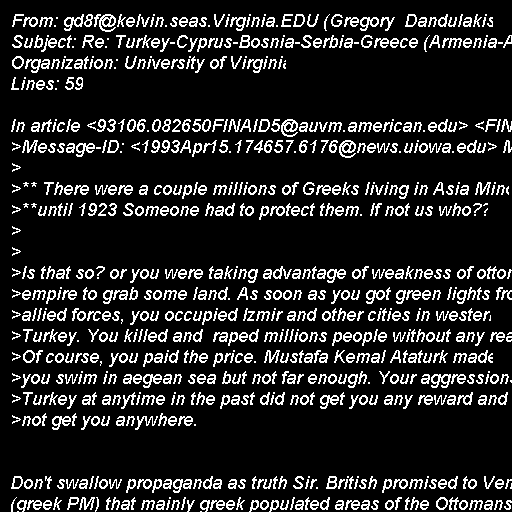 From: gd8f@kelvin.seas.Virginia.EDU (Gregory  Dandulakis
Subject: Re: Turkey-Cyprus-Bosnia-Serbia-Greece (Armenia-A
Organization: University of Virginia
Lines: 59

In article <93106.082650FINAID5@auvm.american.edu> <FIN
>Message-ID: <1993Apr15.174657.6176@news.uiowa.edu> M
>
>** There were a couple millions of Greeks living in Asia Mino
>**until 1923 Someone had to protect them. If not us who??
>
>
>Is that so? or you were taking advantage of weakness of ottor
>empire to grab some land. As soon as you got green lights fro
>allied forces, you occupied Izmir and other cities in western
>Turkey. You killed and  raped millions people without any rea
>Of course, you paid the price. Mustafa Kemal Ataturk made
>you swim in aegean sea but not far enough. Your aggression
>Turkey at anytime in the past did not get you any reward and
>not get you anywhere.


Don't swallow propaganda as truth Sir. British promised to Ven
(greek PM) that mainly greek populated areas of the Ottomans